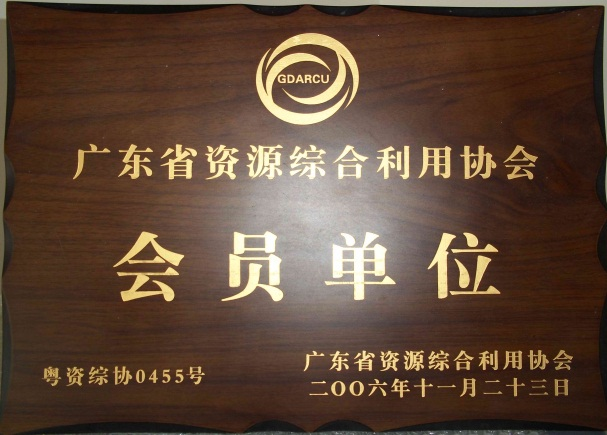 GDARCU
广东省资源综合利用协会
会员单位
粤资综协0455号
广东省资源综合利用协会
二OO六年十一月二十三日